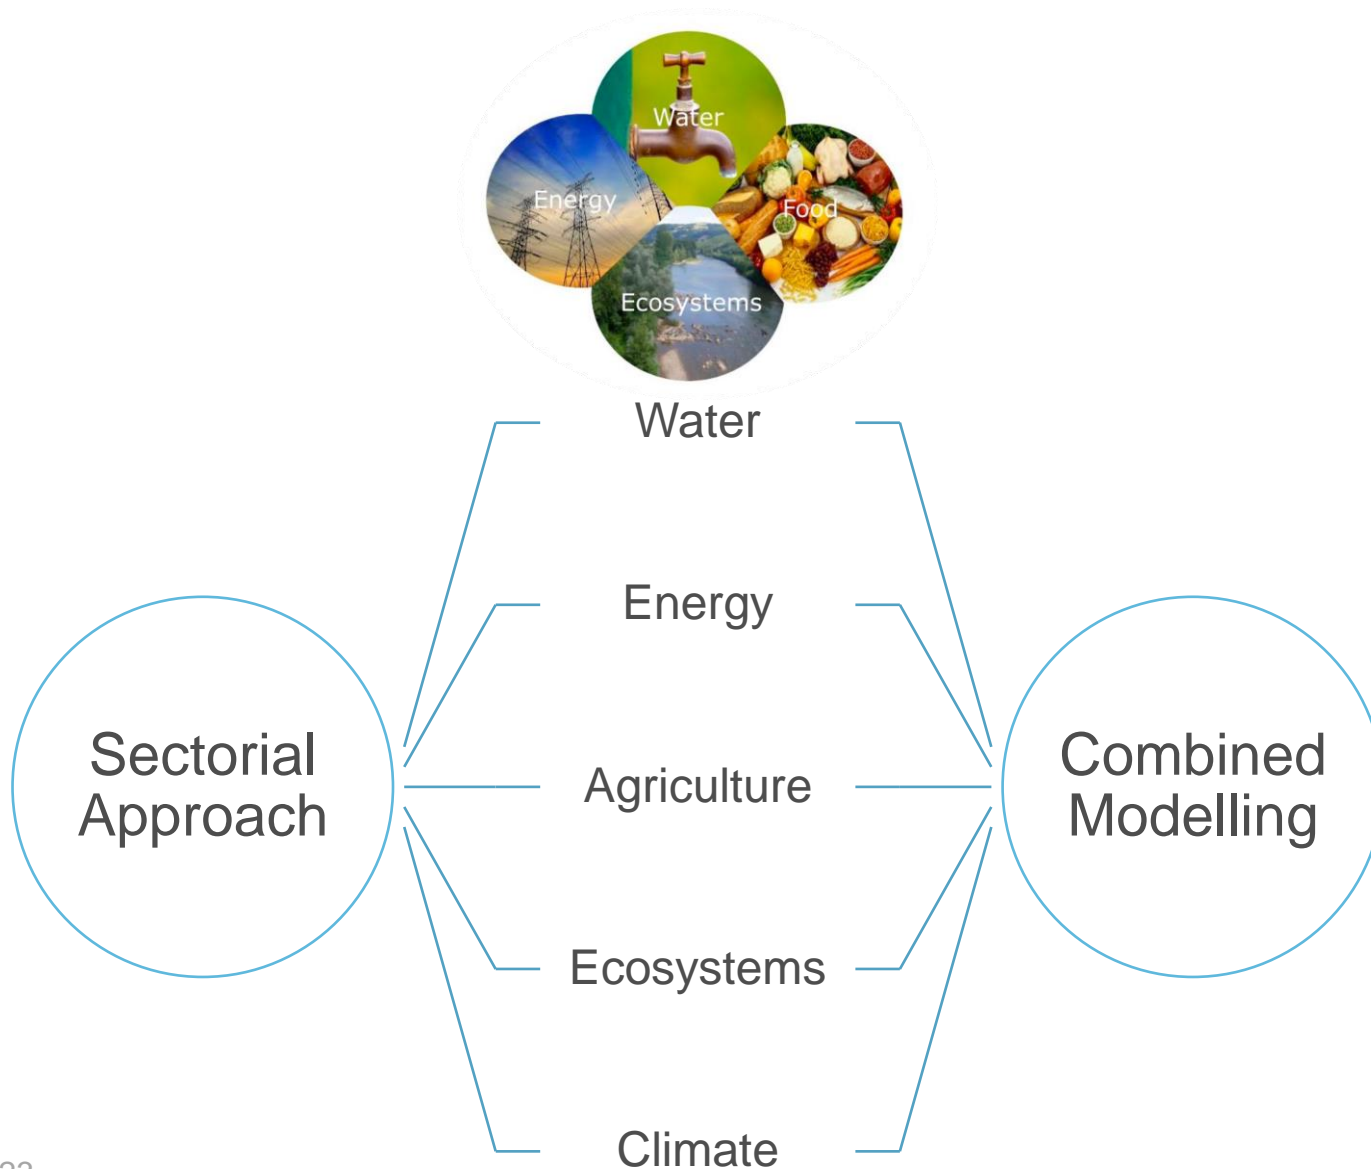 Water
Energy
Food
Ecosystems
Water
Energy
Sectorial
Approach
Agriculture
Combined
Modelling
Ecosystems
Climate